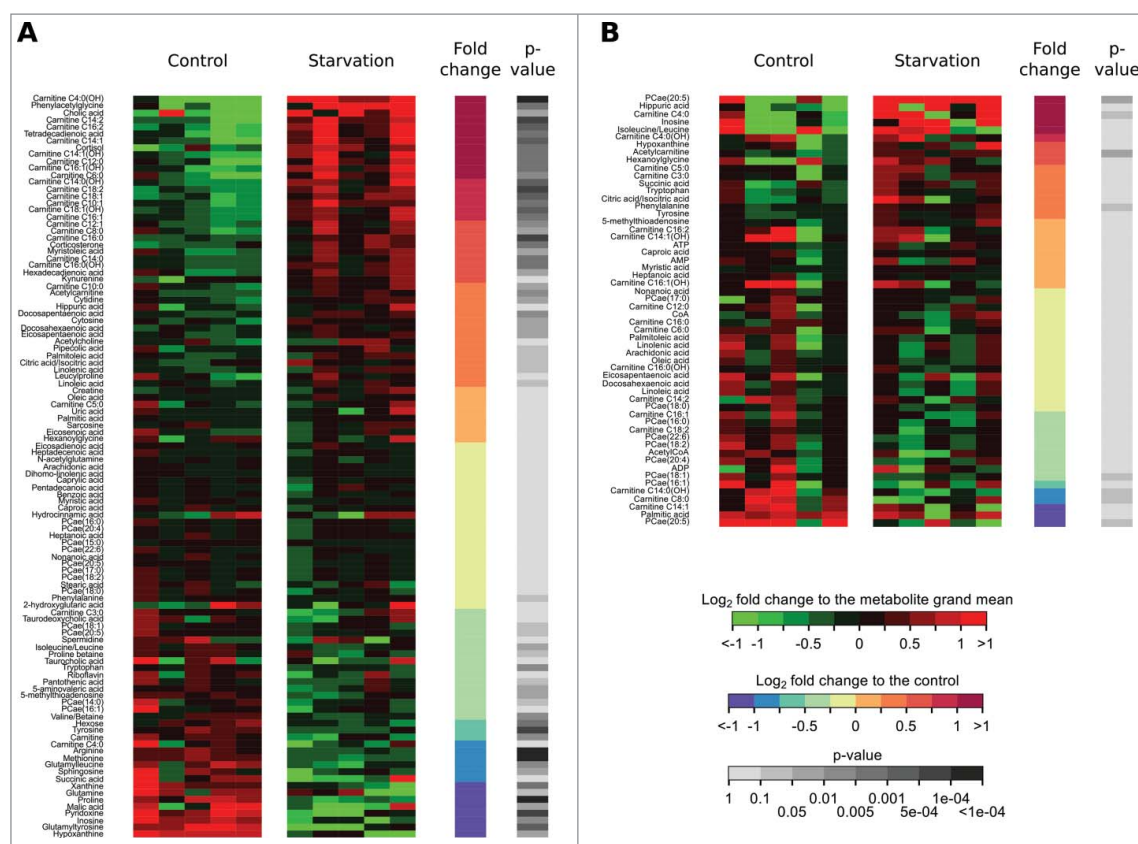 A
Control
Starvation
Fold change
p-value
Carnitine C4:0(OH)
Phenylacetylglycine
Cholic acid
Carnitine C14:2
Carnitine C16:2
Tetradecadienoic acid
Carnitine C14:1
Cortisol
Carnitine C14:1(OH)
Carnitine C12:0
Carnitine C16:1(OH)
Carnitine C6:0
Carnitine C14:0(OH)
Carnitine C18:2
Carnitine C18:1
Carnitine C10:1
Carnitine C18:1(OH)
Carnitine C16:1
Carnitine C12:1
Carnitine C8:0
Carnitine C16:0
Corticosterone
Myristoleic acid
Carnitine C14:0
Carnitine C16:0(OH)
Hexadecadienoic acid
Kynurenine
Carnitine C10:0
Acetylcarnitine
Cytidine
Hippuric acid
Docosapentaenoic acid
Cytosine
Docosahexaenoic acid
Eicosapentaenoic acid
Acetylcholine
Pipecolic acid
Palmitoleic acid
Citric acid/Isocitric acid
Linolenic acid
Leucylproline
Linoleic acid
Creatine
Oleic acid
Carnitine C5:0
Uric acid
Palmitic acid
Sarcosine
Eicosenoic acid
Hexanoylglycine
Eicosadienoic acid
Heptadecenoic acid
N-acetylglutamine
Arachidonic acid
Dihomo-linolenic acid
Caprylic acid
Pentadecanoic acid
Benzoic acid
Myristic acid
Caproic acid
Hydrocinnamic acid
PCae(16:0)
PCae(20:4)
Heptanoic acid
PCae(15:0)
PCae(22:6)
Nonanoic acid
PCae(20:5)
PCae(17:0)
PCae(18:2)
Stearic acid
PCae(18:0)
Phenylalanine
2-hydroxyglutaric acid
Carnitine C3:0
Taurodeoxycholic acid
PCae(18:1)
PCae(20:5)
Spermidine
Isoleucine/Leucine
Proline betaine
Taurocholic acid
Tryptophan
Riboflavin
Pantothenic acid
5-aminovaleric acid
5-methylthioadenosine
PCae(14:0)
PCae(16:1)
Valine/Betaine
Hexose
Tyrosine
Carnitine
Carnitine C4:0
Arginine
Methionine
Glutamylleucine
Sphingosine
Succinic acid
Xanthine
Glutamine
Proline
Malic acid
Pyridoxine
Inosine
Glutamyltyrosine
Hypoxanthine
B
Control
Starvation
Fold change
p-value
PCae(20:5)
Hippuric acid
Carnitine C4:0
Inosine
Isoleucine/Leucine
Carnitine C4:0(OH)
Hypoxanthine
Acetylcarnitine
Hexanoylglycine
Carnitine C5:0
Carnitine C3:0
Succinic acid
Tryptophan
Citric acid/Isocitric acid
Phenylalanine
Tyrosine
5-methylthioadenosine
Carnitine C16:2
Carnitine C14:1(OH)
ATP
Caproic acid
AMP
Myristic acid
Heptanoic acid
Carnitine C16:1(OH)
Nonanoic acid
PCae(17:0)
Carnitine C12:0
CoA
Carnitine C16:0
Carnitine C6:0
Palmitoleic acid
Linolenic acid
Arachidonic acid
Oleic acid
Carnitine C16:0(OH)
Eicosapentaenoic acid
Docosahexaenoic acid
Linoleic acid
Carnitine C14:2
PCae(18:0)
Carnitine C16:1
PCae(16:0)
Carnitine C18:2
PCae(22:6)
PCae(18:2)
AcetylCoA
PCae(20:4)
ADP
PCae(18:1)
PCae(16:1)
Carnitine C14:0(OH)
Carnitine C8:0
Carnitine C14:1
Palmitic acid
PCae(20:5)
Log2 fold change to the metabolite grand mean
<-1 -1 -0.5 0 0.5 1 >1
Log2 fold change to the control
<-1 -1 -0.5 0 0.5 1 >1
p-value
1 0.1 0.01 0.001 1e-04
0.05 0.005 5e-04 <1e-04